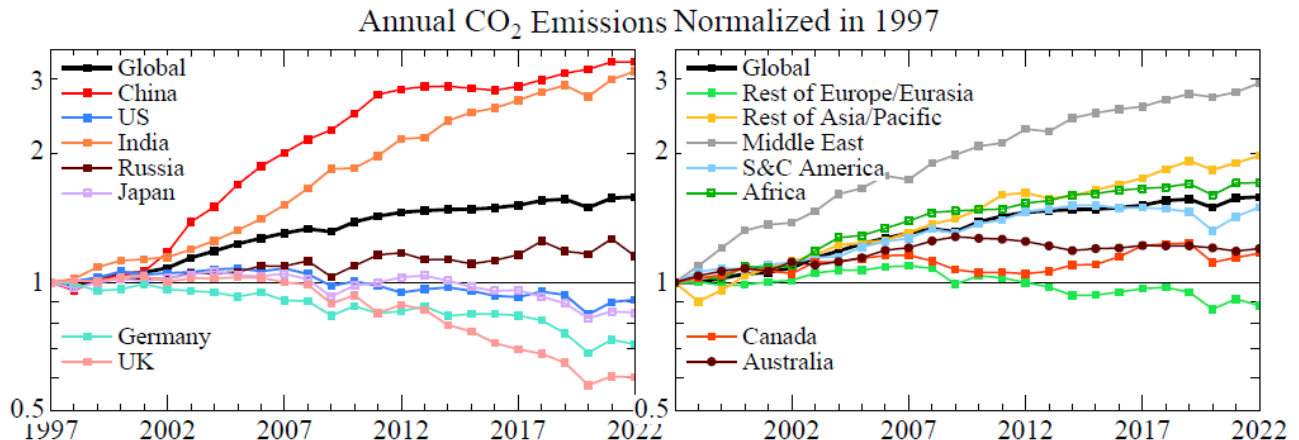 Annual CO₂ Emissions Normalized in 1997
3
2
1
0.5
Global
China
US
India
Russia
Japan
Germany
UK
1997 2002 2007 2012 2017 2022
3
2
1
0.5
Global
Rest of Europe/Eurasia
Rest of Asia/Pacific
Middle East
S&C America
Africa
Canada
Australia
2002 2007 2012 2017 2022